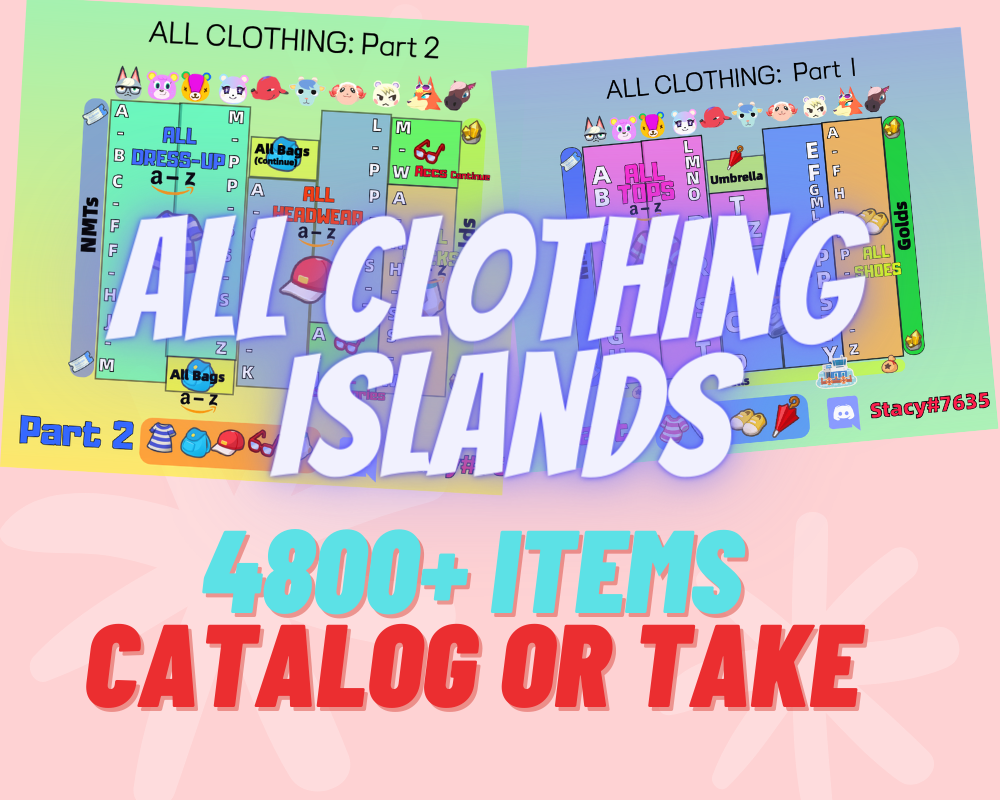 ALL CLOTHING: Part 2
A
-
B
C
-
F
F
-
H
ALL
DRESS-UP
a-z
M
-
P
P
S
Z
All Bags
(Continue)
A
ALL
HEADWEAR
a-z
K
L
-
P
P
S
M
-
W
Accs Continue
A
NMTs
M
All Bags
a-z
A
Part 2
ALL CLOTHING: Part 1
A
B
ALL
TOPS
a-z
L
M
N
O
Umbrella
T
Z
E
F
F
G
M
L
A
-
F
H
P
-
ALL
SHOES
Z
Y
Golds
Stacy#7635
ALL CLOTHING
ISLANDS
4800+ ITEMS
CATALOG OR TAKE